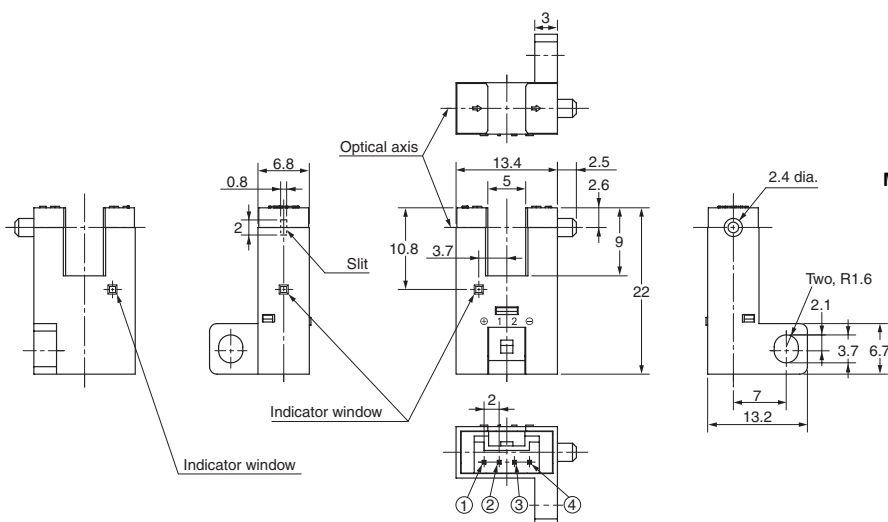 3
Optical axis
6.8
13.4
2.5
0.8
5
2.6
2.4 dia.
M
2
10.8
3.7
9
Slit
22
Two, R1.6
⊕ 1 2 ⊖
2.1
3.7
6.7
7
13.2
2
Indicator window
Indicator window
① ② ③ ④